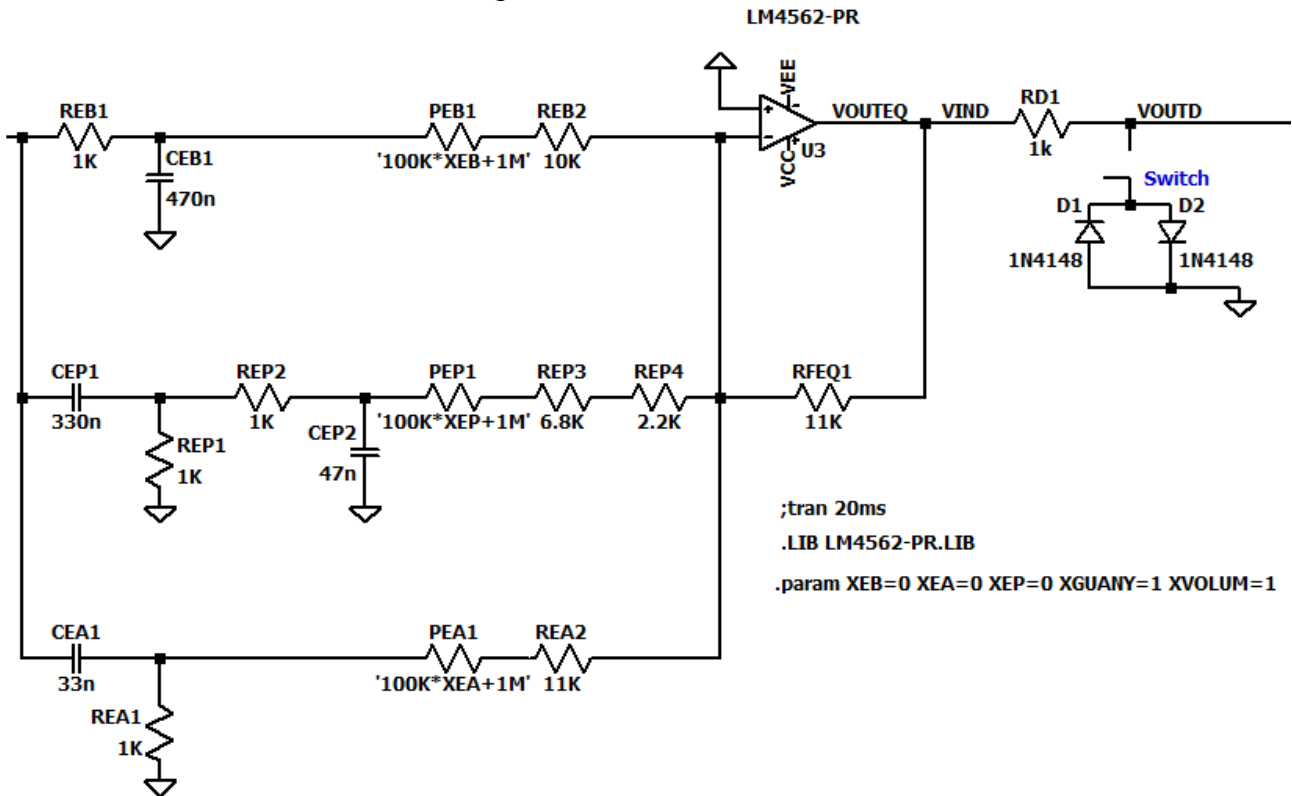 LM4562-PR
VEE
REB1
PEB1
REB2
VOUTEQ
VIND
RD1
VOUTD
1K
CEB1
470n
'100K*XEB+1M'
10K
VCC
U3
1k
Switch
D1
D2
1N4148
1N4148
CEP1
REP2
PEP1
REP3
REP4
RFEQ1
330n
REP1
1K
1K
CEP2
47n
'100K*XEP+1M'
6.8K
2.2K
11K
;tran 20ms
.LIB LM4562-PR.LIB
.param XEB=0 XEA=0 XEP=0 XGUANY=1 XVOLUM=1
CEA1
PEA1
REA2
33n
'100K*XEA+1M'
11K
REA1
1K